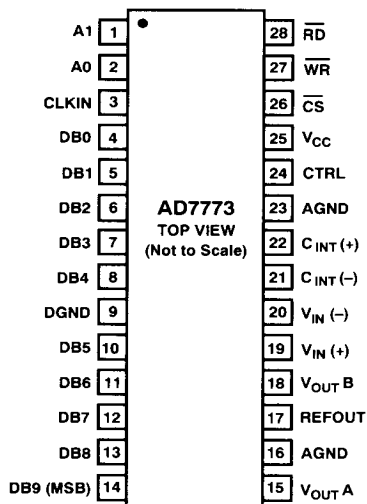 A1 1 28 RD
A0 2 27 WR
CLKIN 3 26 CS
DB0 4 25 VCC
DB1 5 24 CTRL
DB2 6 AD7773 23 AGND
TOP VIEW
DB3 7 (Not to Scale) 22 CINT (+)
DB4 8 21 CINT (–)
DGND 9 20 VIN (–)
DB5 10 19 VIN (+)
DB6 11 18 VOUT B
DB7 12 17 REFOUT
DB8 13 16 AGND
DB9 (MSB) 14 15 VOUT A